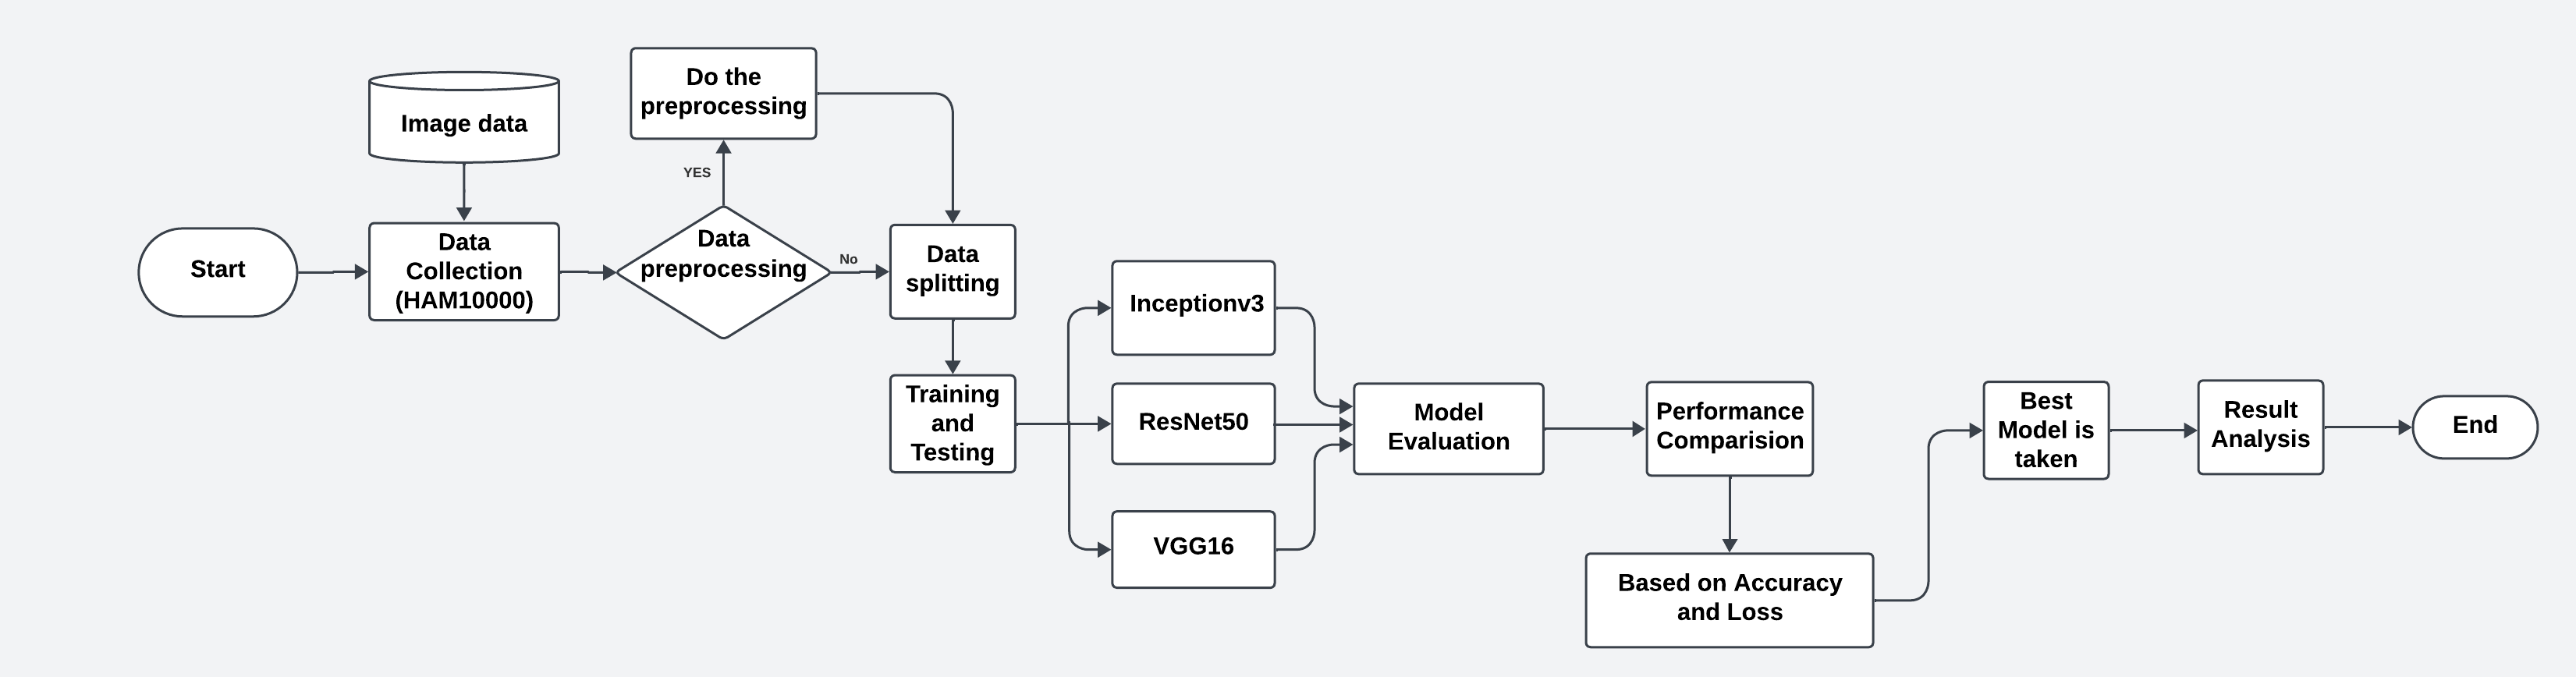 Start
Image data
Data
Collection
(HAM10000)
Data
preprocessing
YES
Do the
preprocessing
No
Data
splitting
Training
and
Testing
Inceptionv3
ResNet50
VGG16
Model
Evaluation
Performance
Comparision
Based on Accuracy
and Loss
Best
Model is
taken
Result
Analysis
End